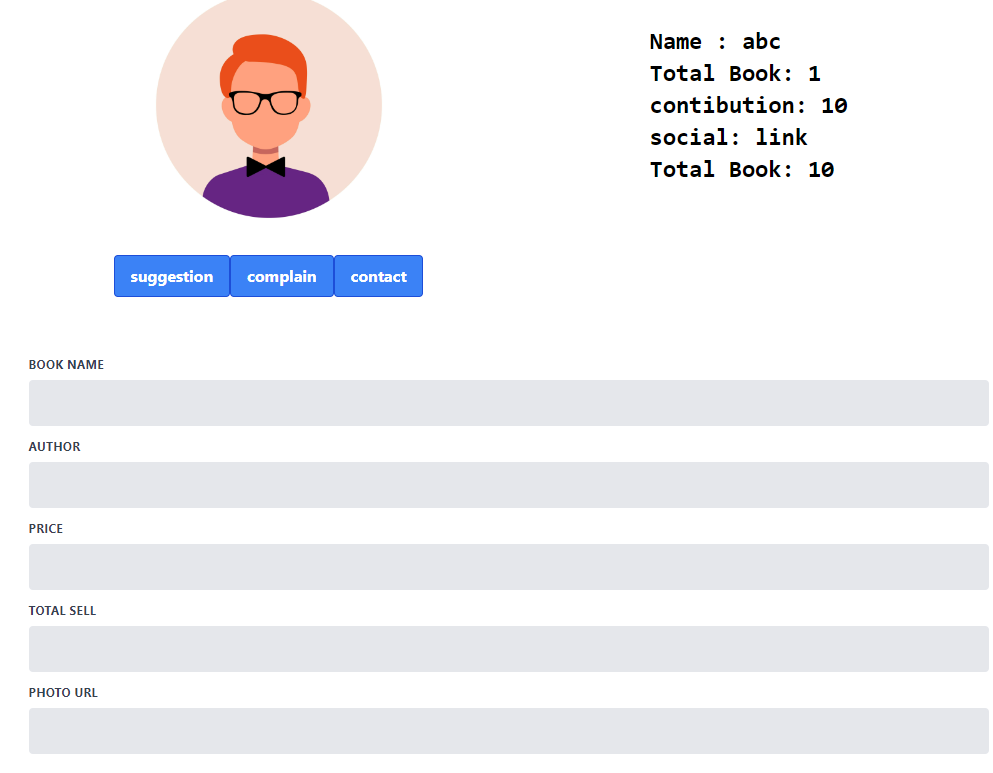 Name : abc
Total Book: 1
contibution: 10
social: link
Total Book: 10
suggestion complain contact
BOOK NAME
AUTHOR
PRICE
TOTAL SELL
PHOTO URL